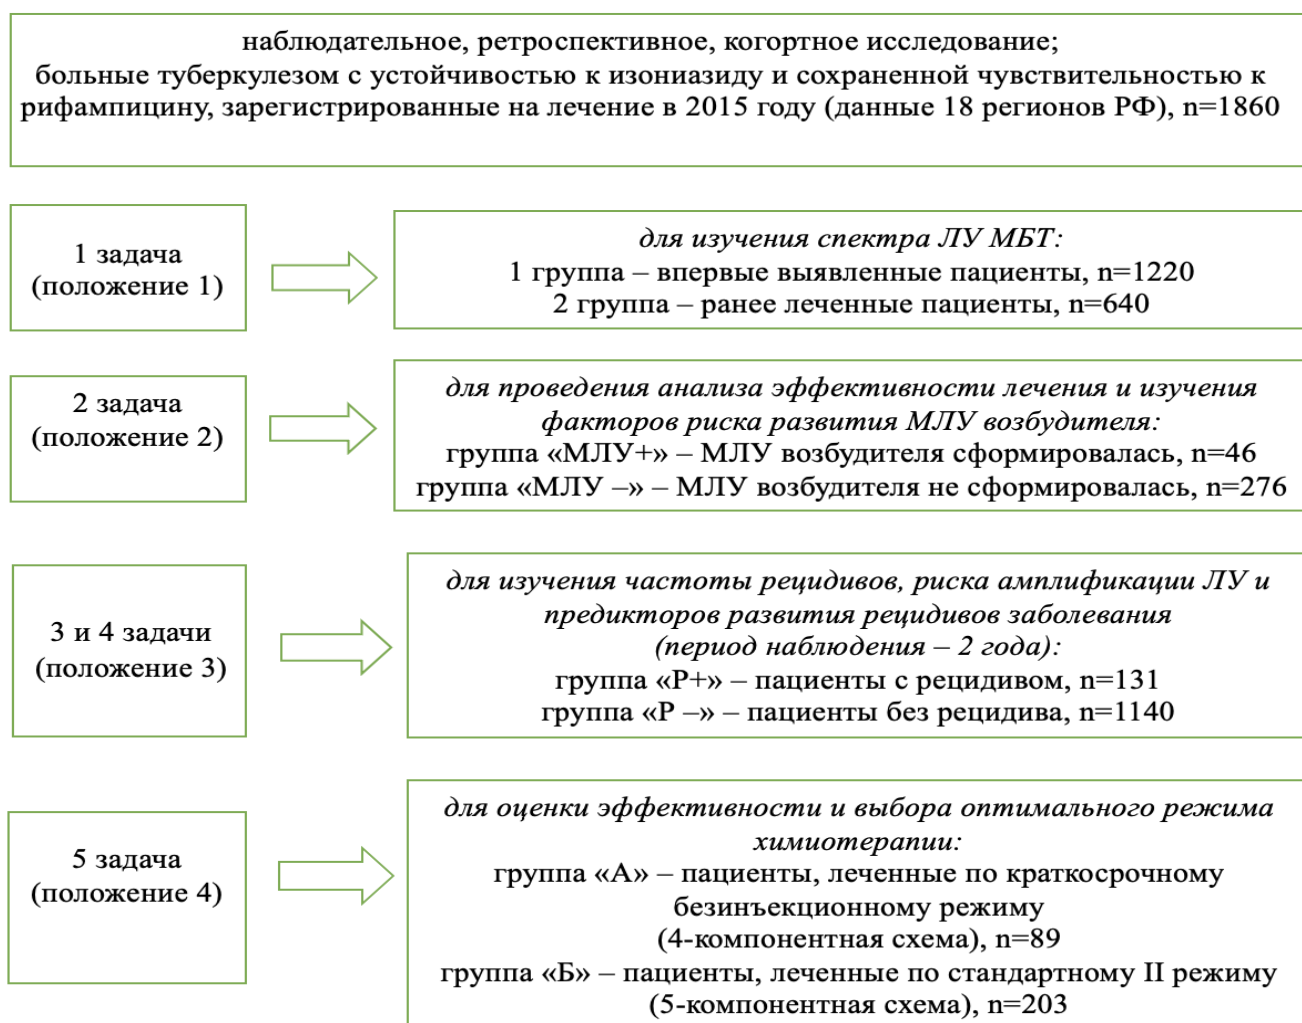 наблюдательное, ретроспективное, когортное исследование;
больные туберкулезом с устойчивостью к изониазиду и сохраненной чувствительностью к
рифампицину, зарегистрированные на лечение в 2015 году (данные 18 регионов РФ), n=1860
1 задача
(положение 1)
для изучения спектра ЛУ МБТ:
1 группа – впервые выявленные пациенты, n=1220
2 группа – ранее леченные пациенты, n=640
2 задача
(положение 2)
для проведения анализа эффективности лечения и изучения
факторов риска развития МЛУ возбудителя:
группа «МЛУ+» – МЛУ возбудителя сформировалась, n=46
группа «МЛУ –» – МЛУ возбудителя не сформировалась, n=276
3 и 4 задачи
(положение 3)
для изучения частоты рецидивов, риска амплификации ЛУ и
предикторов развития рецидивов заболевания
(период наблюдения – 2 года):
группа «Р+» – пациенты с рецидивом, n=131
группа «Р –» – пациенты без рецидива, n=1140
5 задача
(положение 4)
для оценки эффективности и выбора оптимального режима
химиотерапии:
группа «А» – пациенты, леченные по краткосрочному
безинъекционному режиму
(4-компонентная схема), n=89
группа «Б» – пациенты, леченные по стандартному II режиму
(5-компонентная схема), n=203